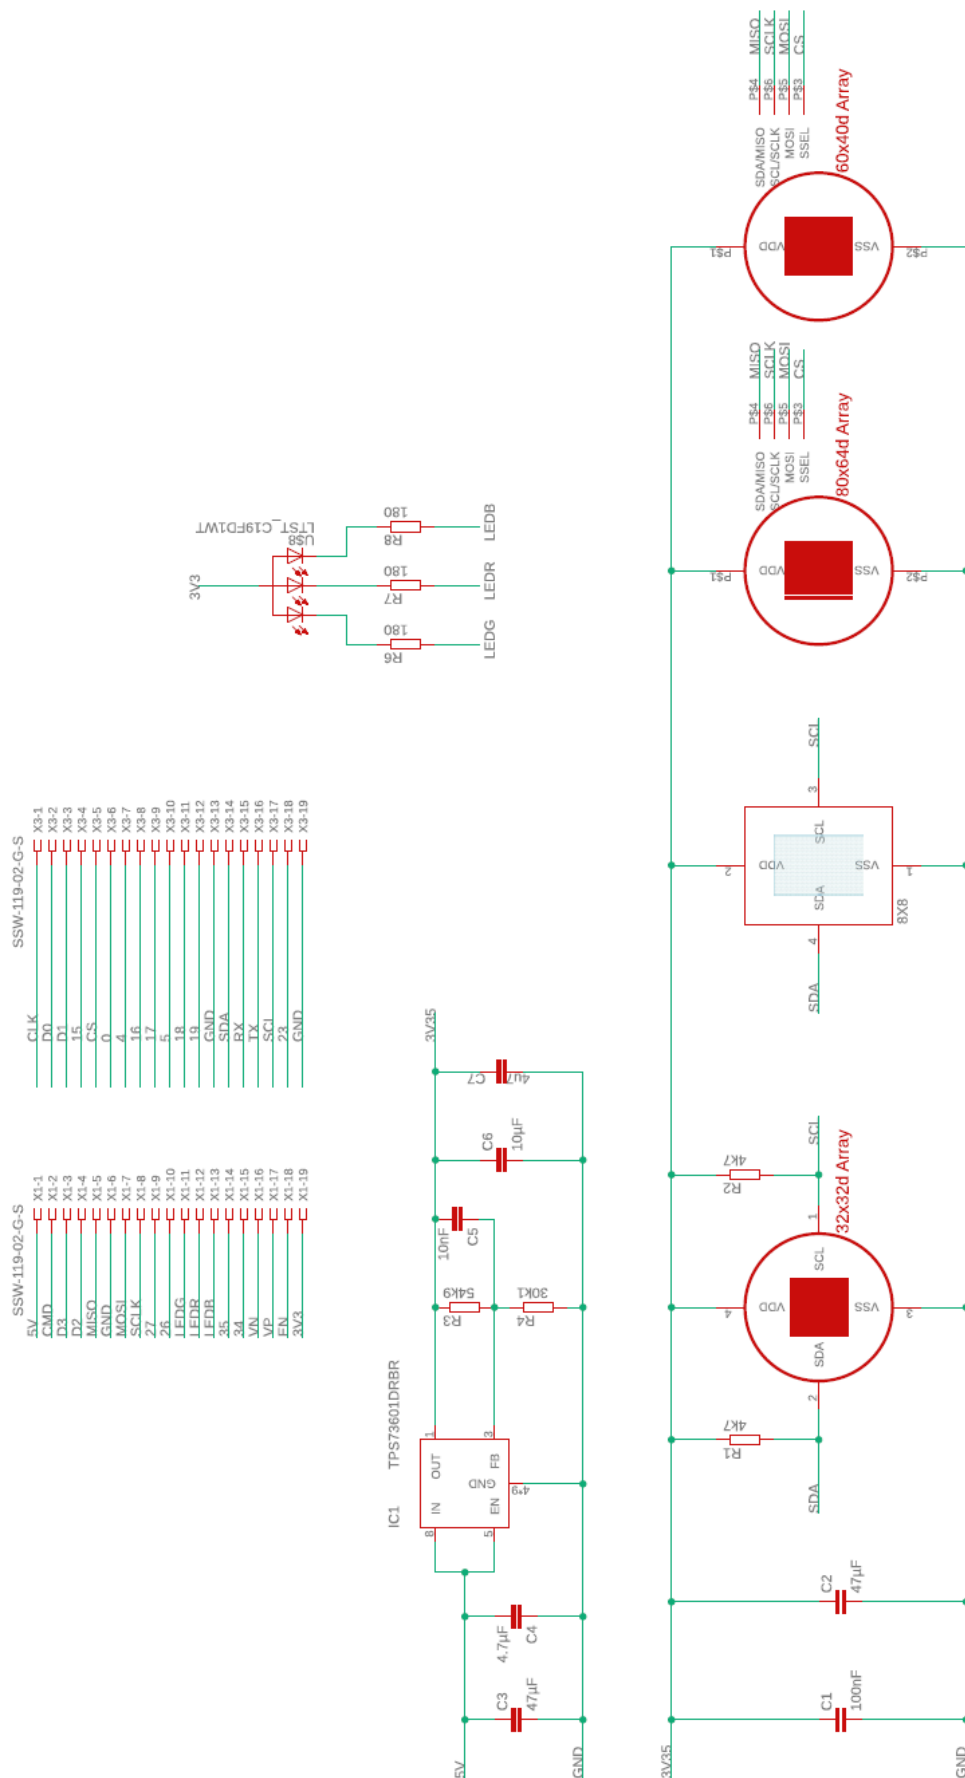 SSW-119-02-G-S
5V X1-1
CMD X1-2
D3 X1-3
D2 X1-4
MISO X1-5
GND X1-6
MOSI X1-7
SCLK X1-8
27 X1-9
26 X1-10
LEDG X1-11
LEDR X1-12
LEDB X1-13
35 X1-14
34 X1-15
VN X1-16
VP X1-17
EN X1-18
3V3 X1-19
SSW-119-02-G-S
CLK X3-1
D0 X3-2
D1 X3-3
15 X3-4
CS X3-5
0 X3-6
4 X3-7
16 X3-8
17 X3-9
5 X3-10
18 X3-11
19 X3-12
GND X3-13
SDA X3-14
RX X3-15
TX X3-16
SCL X3-17
23 X3-18
GND X3-19
3V3
LTST_C19FD1WT
U$8
R6
180
LEDG
R7
180
LEDR
R8
180
LEDB
5V
GND
C3
47µF
C4
4.7µF
IC1
TPS73601DRBR
8
IN
OUT
1
5
EN
FB
3
GND
4*9
R3
54k9
R4
30k1
C5
10nF
C6
10µF
C7
4u7
3V35
3V35
GND
C1
100nF
C2
47µF
R1
4k7
SDA
2
SDA
SCL
1
VDD
4
VSS
3
32x32d Array
R2
4k7
SCL
SDA
4
SDA
SCL
3
SCL
VDD
2
VSS
1
8X8
P$1
VDD
VSS
P$2
80x64d Array
SDA/MISO P$4 MISO
SCL/SCLK P$6 SCLK
MOSI P$5 MOSI
SSEL P$3 CS
P$1
VDD
VSS
P$2
60x40d Array
SDA/MISO P$4 MISO
SCL/SCLK P$6 SCLK
MOSI P$5 MOSI
SSEL P$3 CS